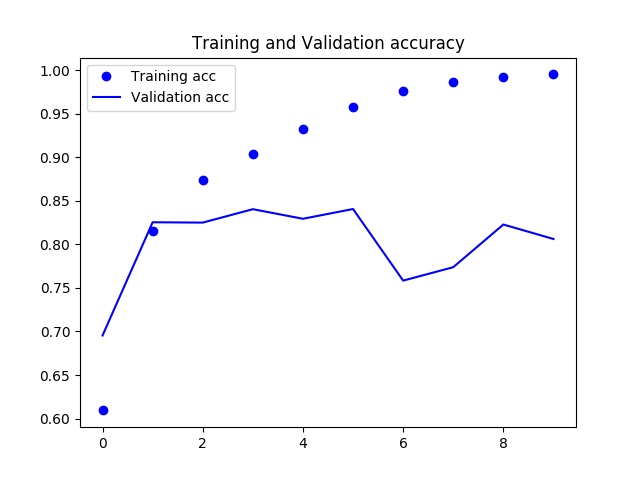 Training and Validation accuracy
Training acc
Validation acc
1.00
0.95
0.90
0.85
0.80
0.75
0.70
0.65
0.60
0 2 4 6 8